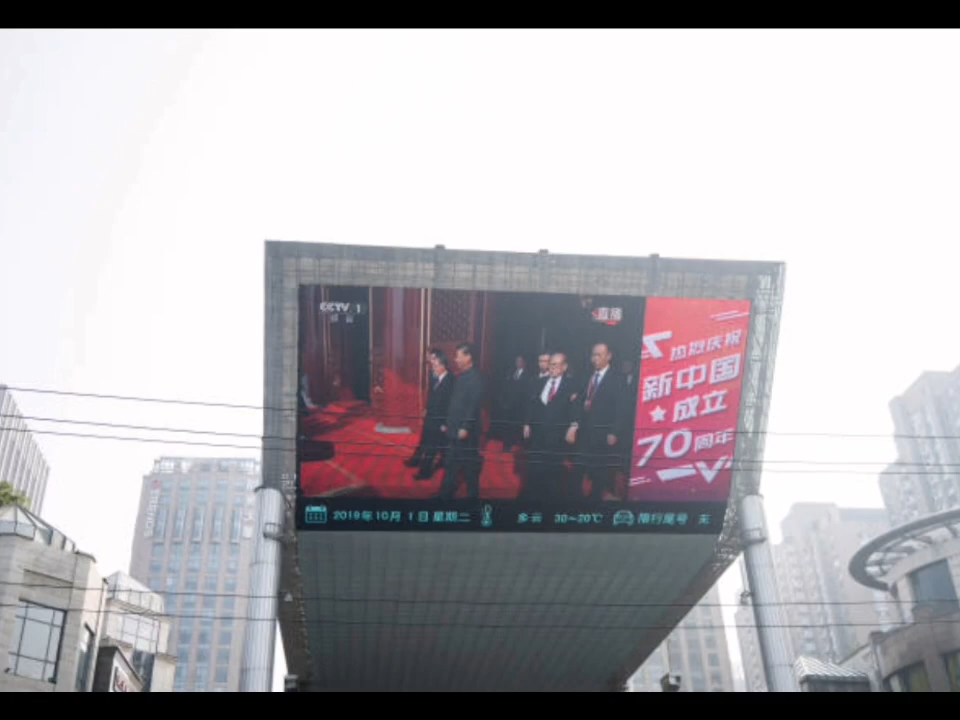 CCTV 1
直播
热烈庆祝
新中国
成立
70周年
2019年10月1日 星期二 多云 30~20℃ 限行尾号 无